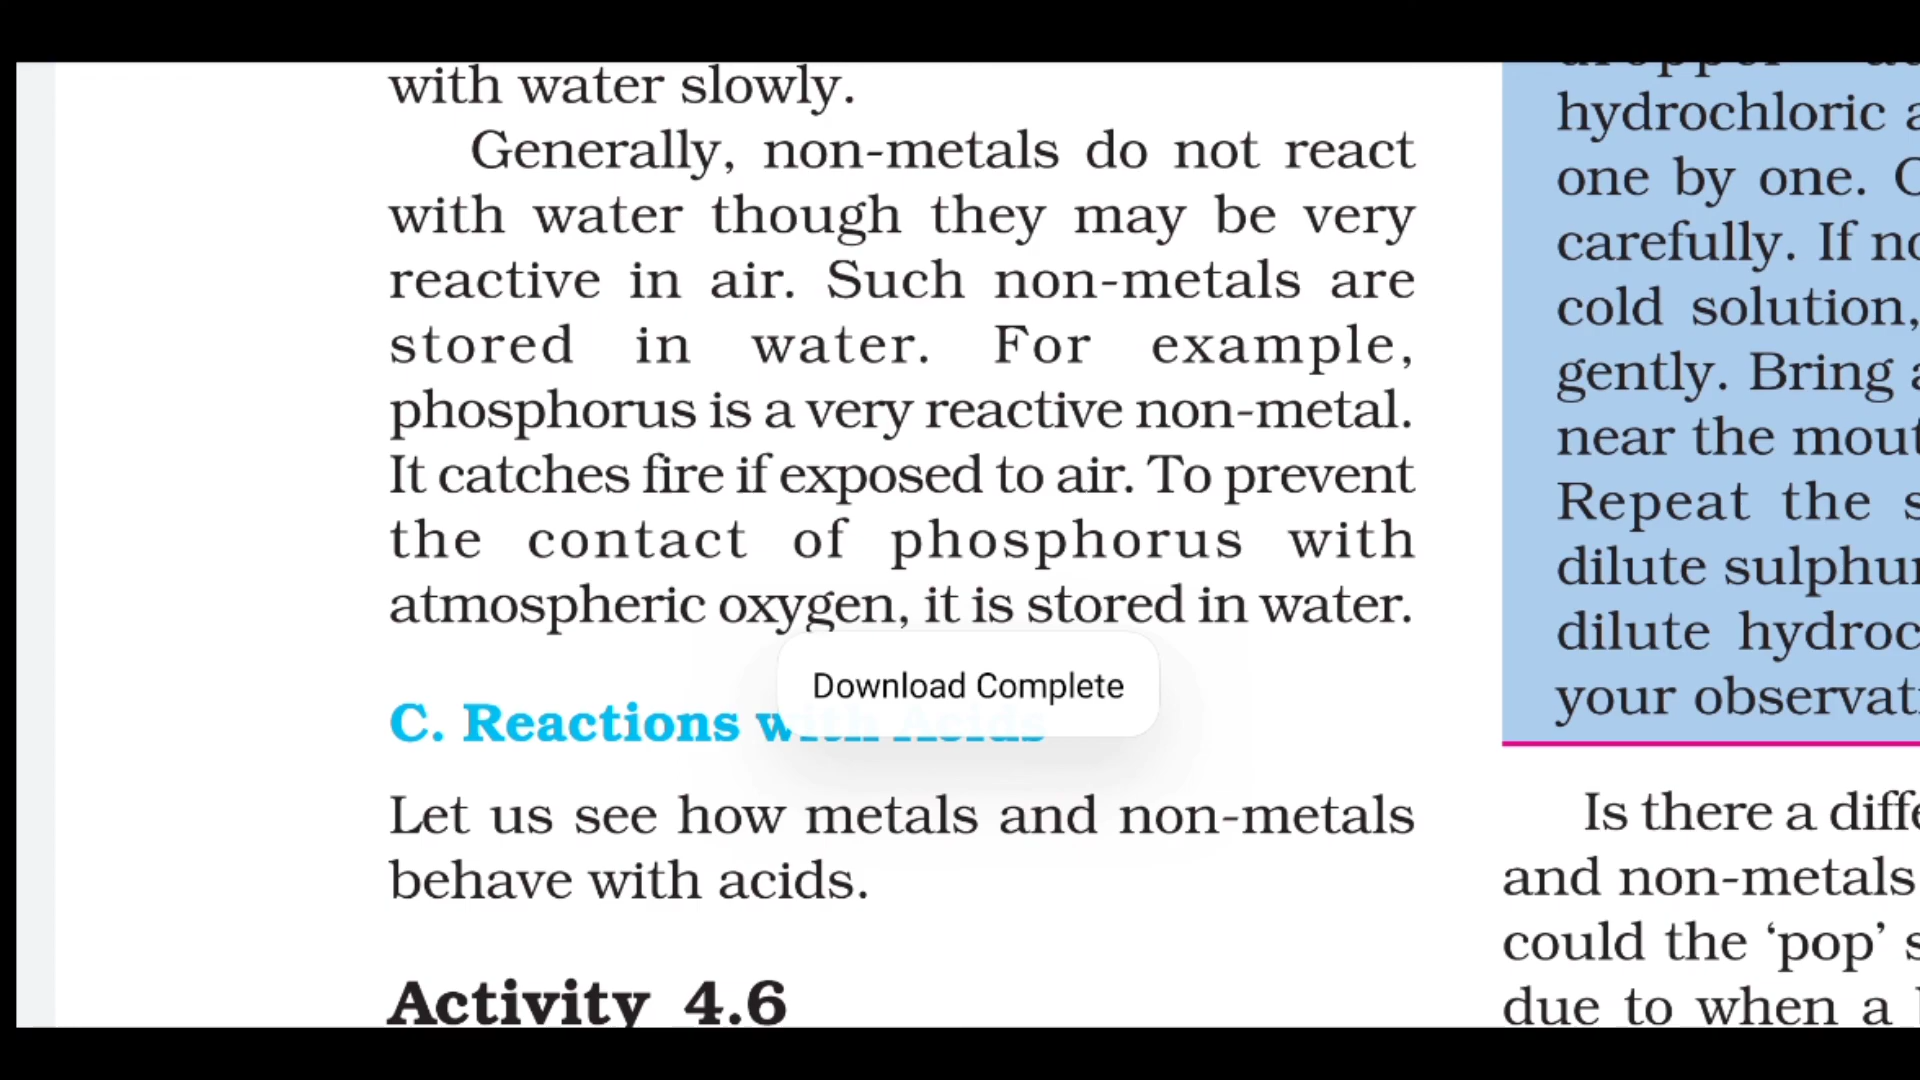 with water slowly.
Generally, non-metals do not react
with water though they may be very
reactive in air. Such non-metals are
stored in water. For example,
phosphorus is a very reactive non-metal.
It catches fire if exposed to air. To prevent
the contact of phosphorus with
atmospheric oxygen, it is stored in water.
Download Complete
C. Reactions with Acids
Let us see how metals and non-metals
behave with acids.
Activity 4.6
dropper
hydrochloric
one by one.
carefully. If
cold solution,
gently. Bring
near the
Repeat the
dilute
dilute
your
Is there a
and non-metals
could the ‘pop’
due to when a